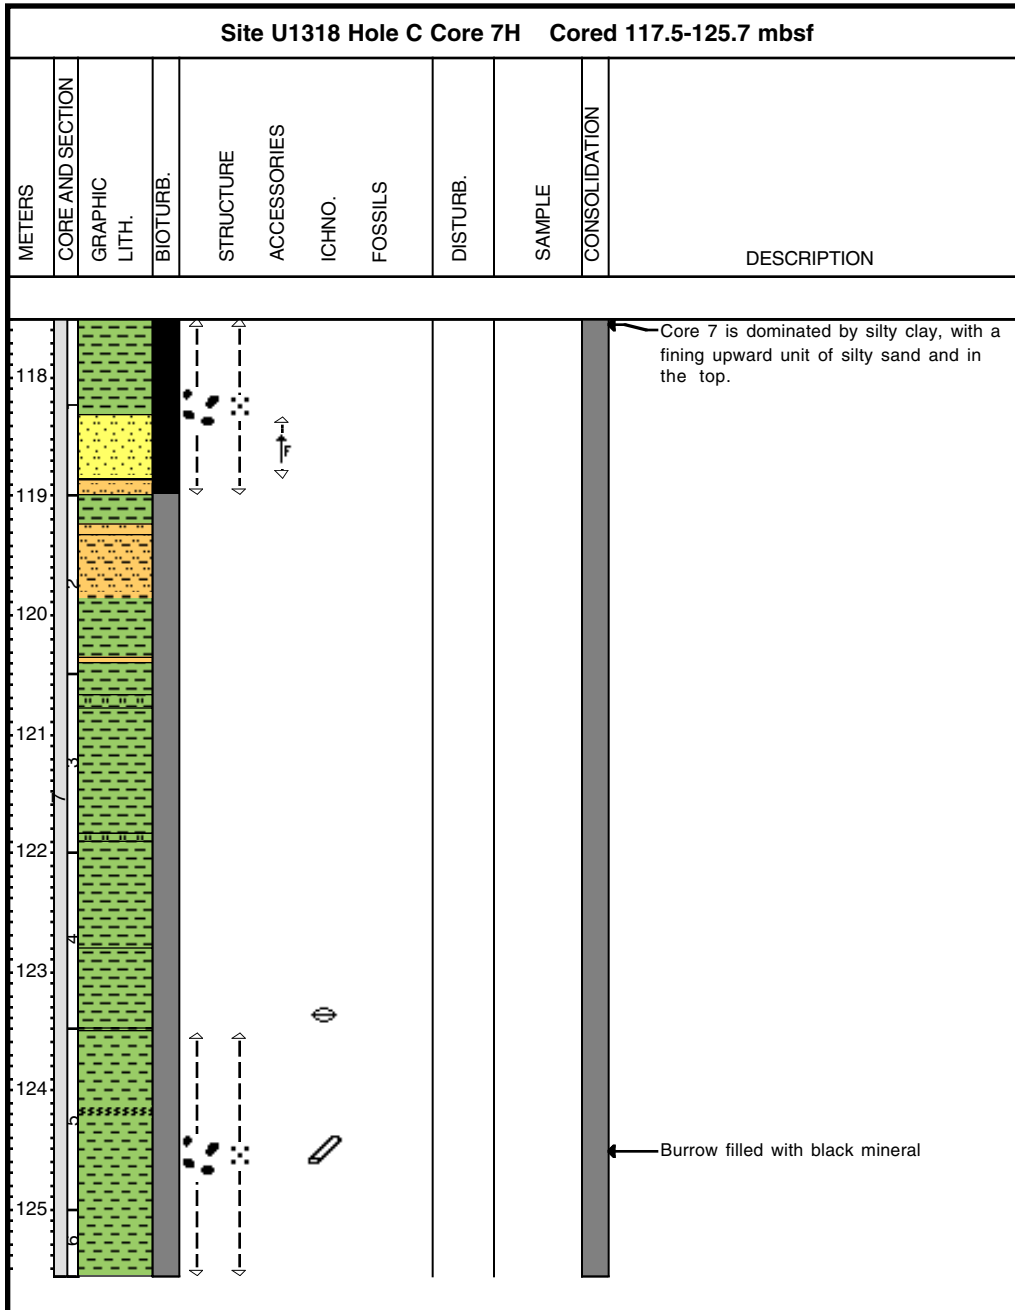 Site U1318 Hole C Core 7H Cored 117.5-125.7 mbsf
METERS
CORE AND SECTION
GRAPHIC
LITH.
BIOTURB.
STRUCTURE
ACCESSORIES
ICHNO.
FOSSILS
DISTURB.
SAMPLE
CONSOLIDATION
DESCRIPTION
Core 7 is dominated by silty clay, with a
fining upward unit of silty sand and in
the top.
118
1
F
119
2
120
121
3
7
122
4
123
124
5
Burrow filled with black mineral
125
6